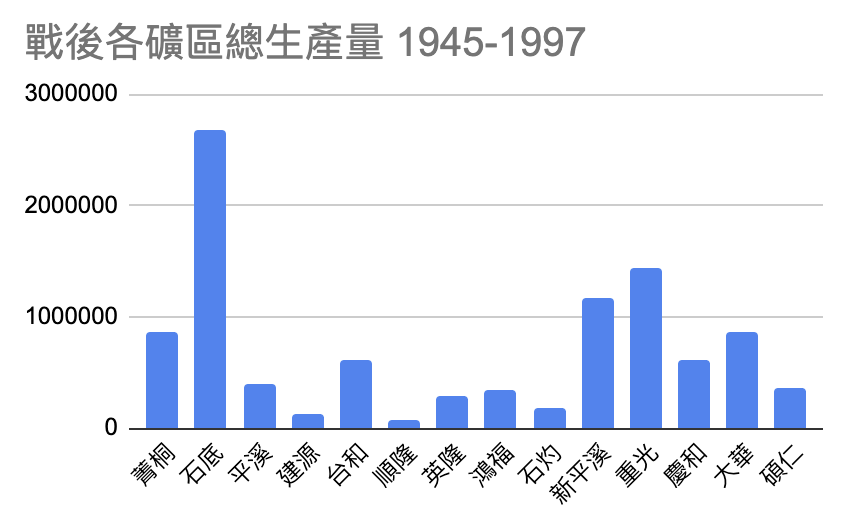 戰後各礦區總生產量 1945-1997
3000000
2000000
1000000
0
菁桐
石底
平溪
建源
台和
順隆
英隆
鴻福
石灼
新平溪
重光
慶和
大華
碩仁